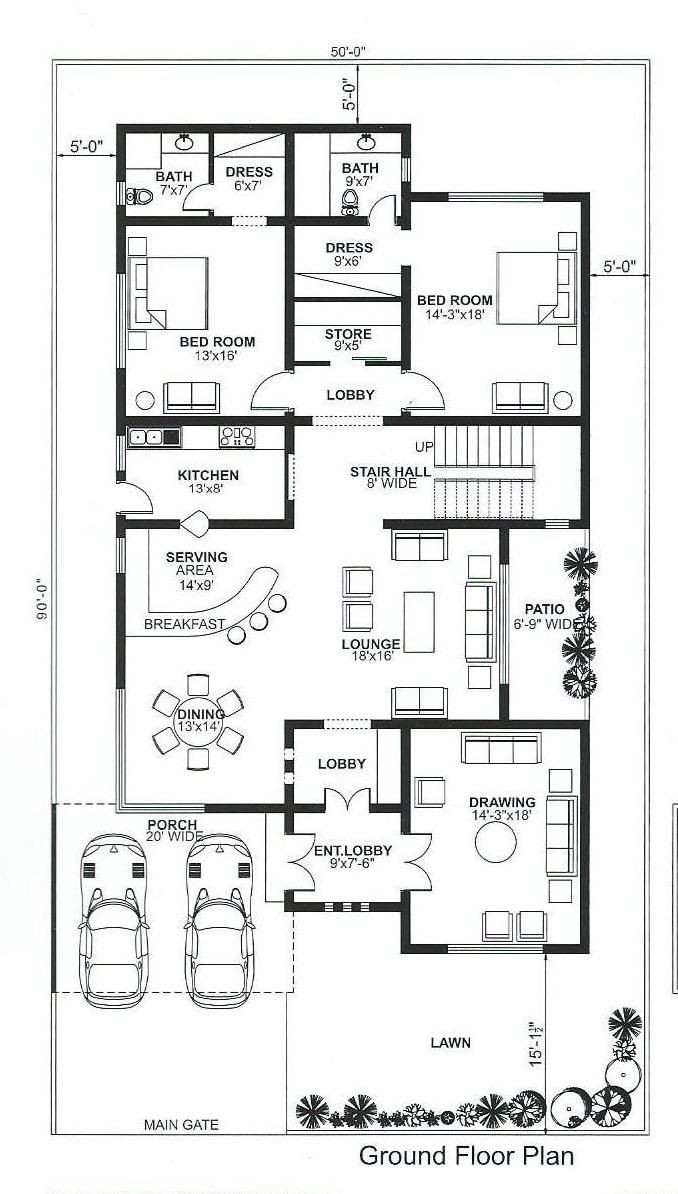 50'-0"
5'-0"
5'-0"
BATH
7'x7'
DRESS
6'x7'
BATH
9'x7'
DRESS
9'x6'
5'-0"
BED ROOM
14'-3"x18'
STORE
9'x5'
BED ROOM
13'x16'
LOBBY
UP
STAIR HALL
8' WIDE
KITCHEN
13'x8'
SERVING
AREA
14'x9'
BREAKFAST
90'-0"
PATIO
6'-9" WIDE
LOUNGE
18'x16'
DINING
13'x14'
LOBBY
DRAWING
14'-3"x18'
PORCH
20' WIDE
ENT.LOBBY
9'x7'-6"
LAWN
15'-1½"
MAIN GATE
Ground Floor Plan